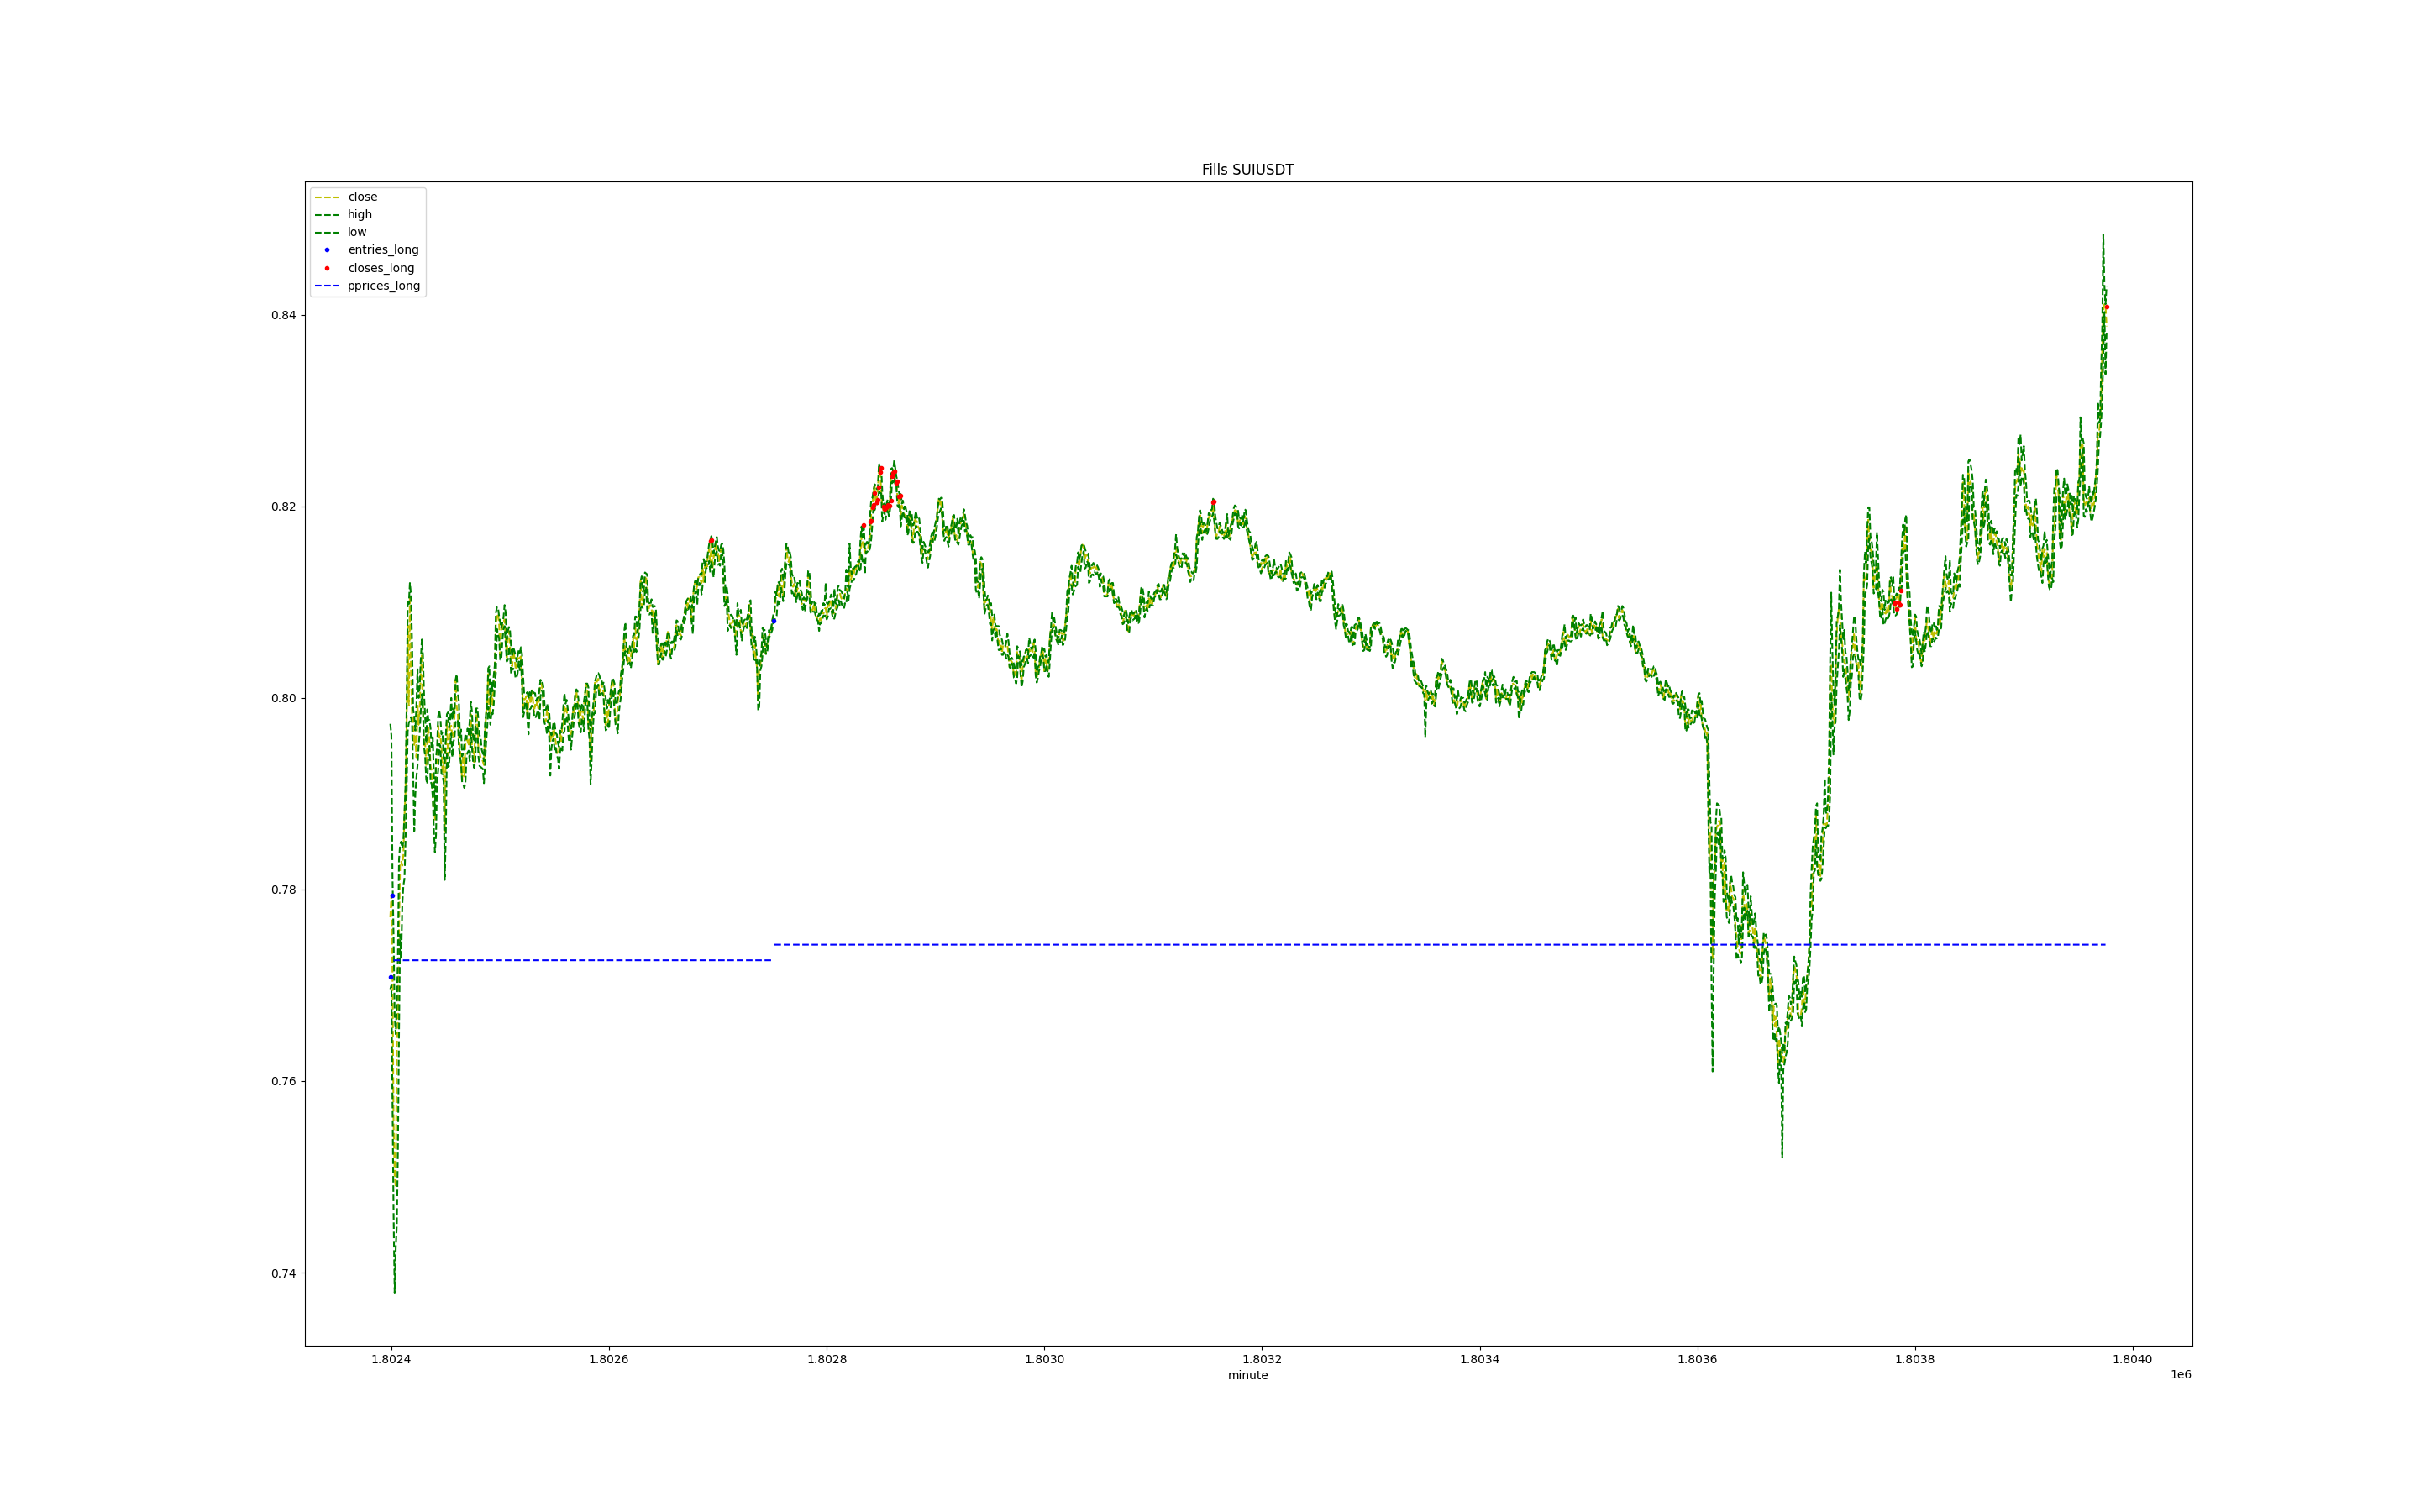 Fills SUIUSDT
close
high
low
entries_long
closes_long
pprices_long
0.84
0.82
0.80
0.78
0.76
0.74
1.8024 1.8026 1.8028 1.8030 1.8032 1.8034 1.8036 1.8038 1.8040
minute
1e6